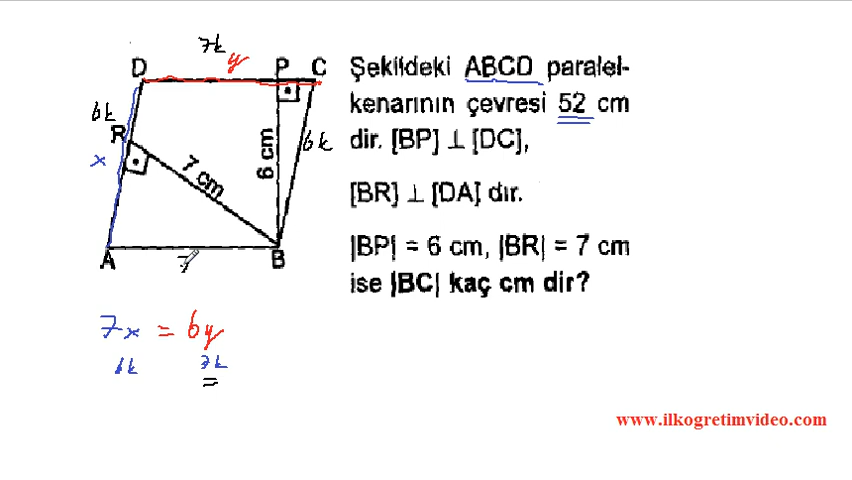 7k
y
D
P
C
Şekildeki ABCD paralel-
kenarının çevresi 52 cm
dir. [BP] ⊥ [DC],
6k
R
x
7 cm
6 cm
6k
[BR] ⊥ [DA] dır.
|BP| = 6 cm, |BR| = 7 cm
ise |BC| kaç cm dir?
A
7
B
7x = 6y
6k
7k
=
www.ilkogretimvideo.com